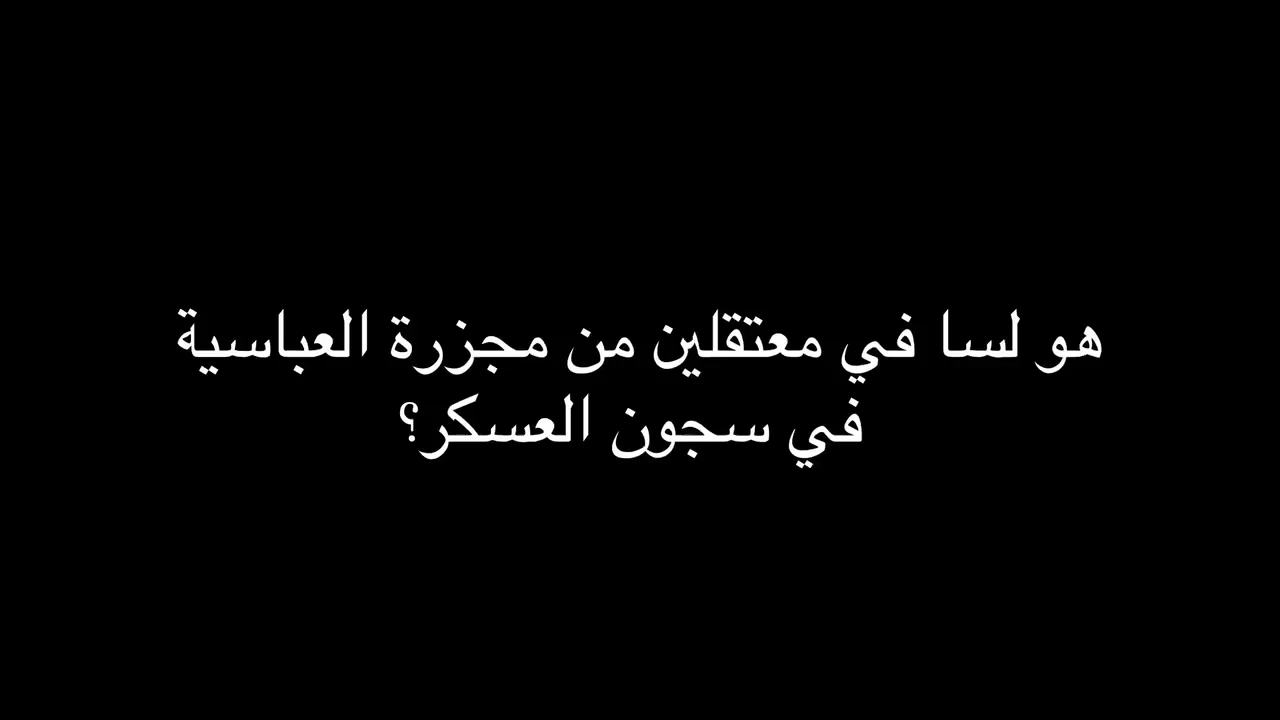 هو لسا في معتقلين من مجزرة العباسية
في سجون العسكر؟